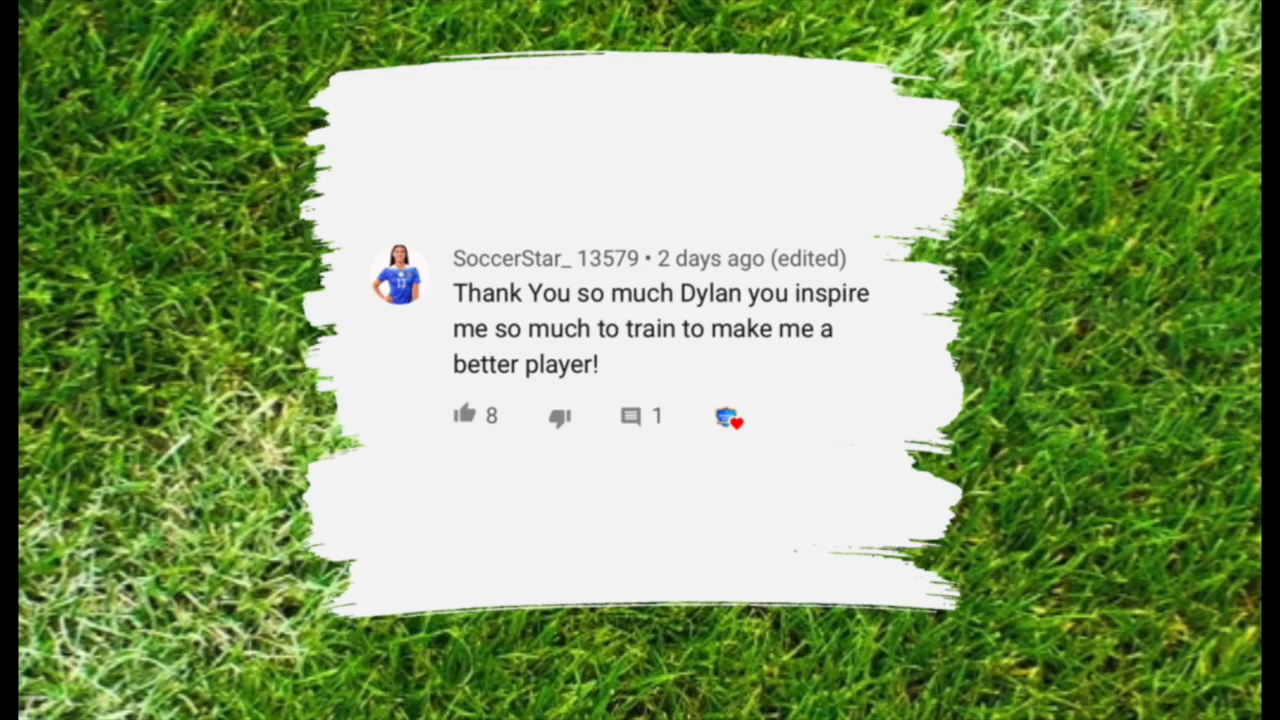 SoccerStar_ 13579 • 2 days ago (edited)
Thank You so much Dylan you inspire
me so much to train to make me a
better player!
8 1
13